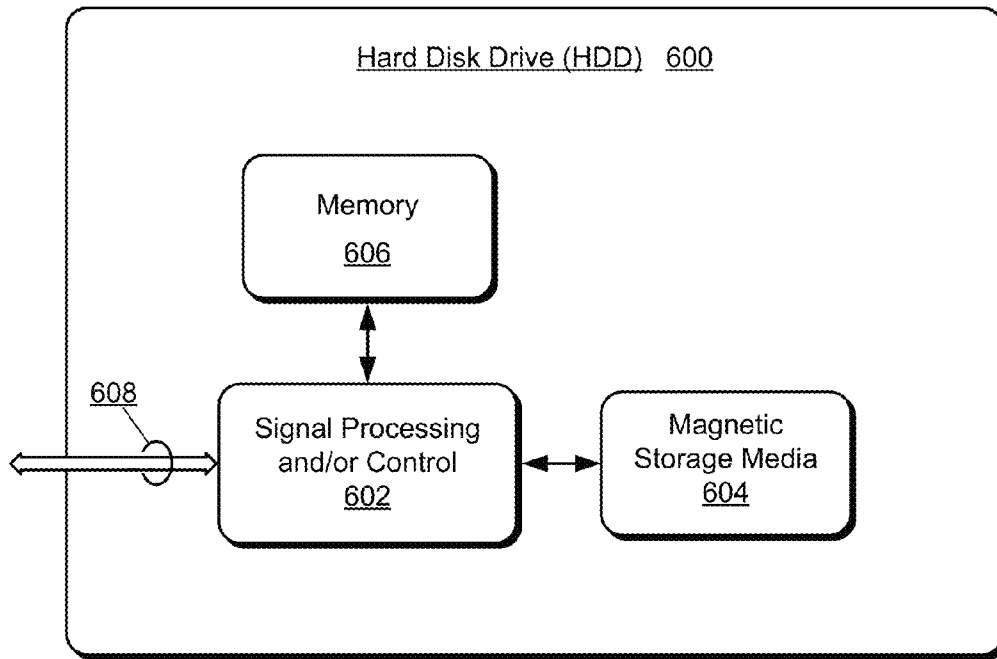 Hard Disk Drive (HDD) 600
Memory
606
608
Signal Processing
and/or Control
602
Magnetic
Storage Media
604